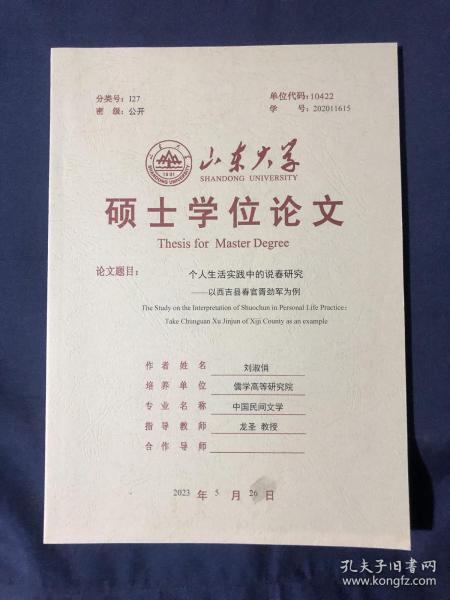 分类号：I27
单位代码：10422
密 级：公开
学 号：202011615
山东大学
SHANDONG UNIVERSITY
硕士学位论文
Thesis for Master Degree
论文题目：
个人生活实践中的说春研究
——以西吉县春官胥劲军为例
The Study on the Interpretation of Shuochun in Personal Life Practice:
Take Chunguan Xu Jinjun of Xiji County as an example
作 者 姓 名 刘淑俏
培 养 单 位 儒学高等研究院
专 业 名 称 中国民间文学
指 导 教 师 龙圣 教授
合 作 导 师
2023 年 5 月 26 日
孔夫子旧书网
www.kongfz.com